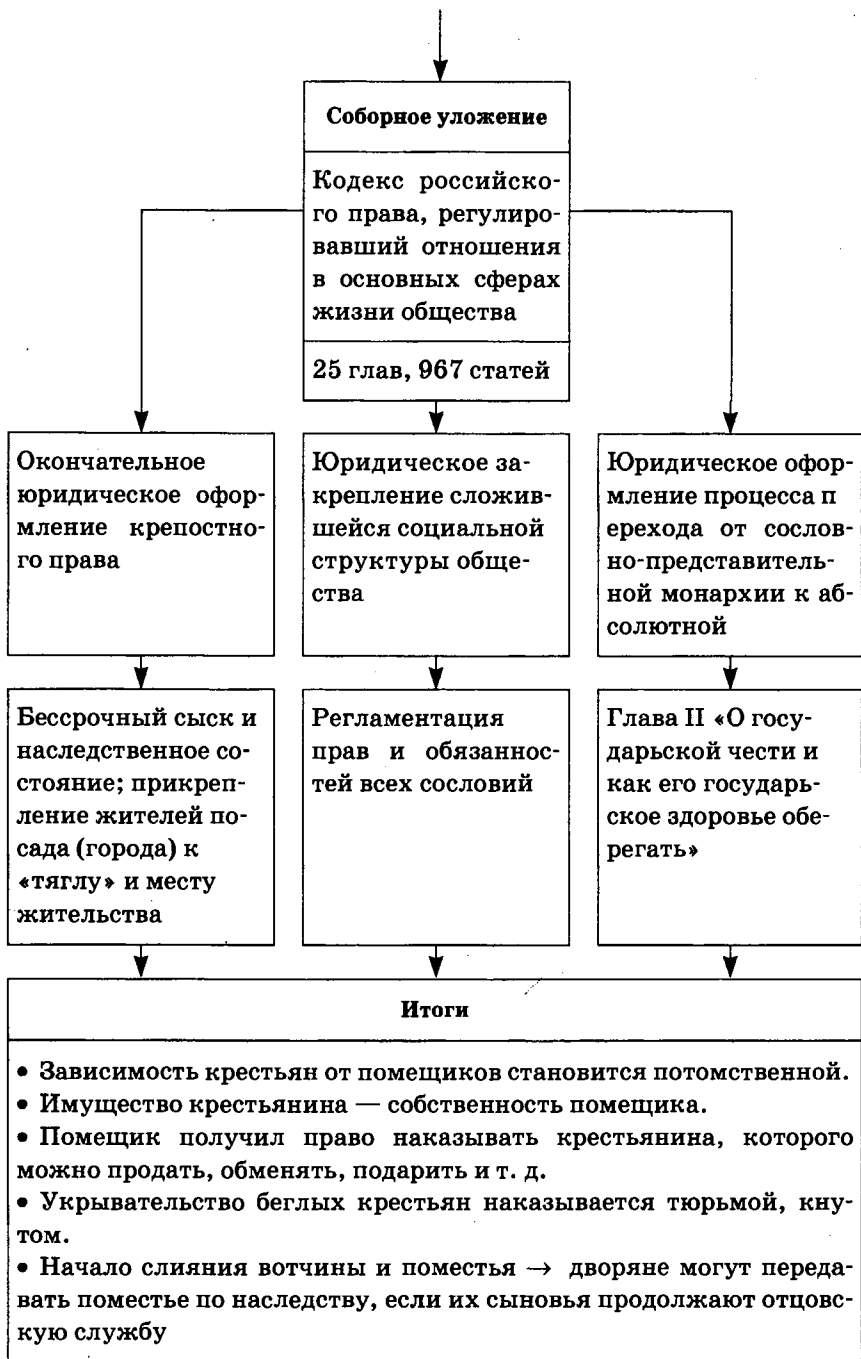 Соборное уложение
Кодекс российско-
го права, регулиро-
вавший отношения
в основных сферах
жизни общества
25 глав, 967 статей
Окончательное
юридическое офор-
мление крепостно-
го права
Юридическое за-
крепление сложив-
шейся социальной
структуры обще-
ства
Юридическое офор-
мление процесса п
ерехода от сослов-
но-представитель-
ной монархии к аб-
солютной
Бессрочный сыск и
наследственное со-
стояние; прикреп-
ление жителей по-
сада (города) к
«тяглу» и месту
жительства
Регламентация
прав и обязаннос-
тей всех сословий
Глава II «О госу-
дарьской чести и
как его государь-
ское здоровье обе-
регать»
Итоги
• Зависимость крестьян от помещиков становится потомственной.
• Имущество крестьянина — собственность помещика.
• Помещик получил право наказывать крестьянина, которого
можно продать, обменять, подарить и т. д.
• Укрывательство беглых крестьян наказывается тюрьмой, кну-
том.
• Начало слияния вотчины и поместья → дворяне могут переда-
вать поместье по наследству, если их сыновья продолжают отцовс-
кую службу